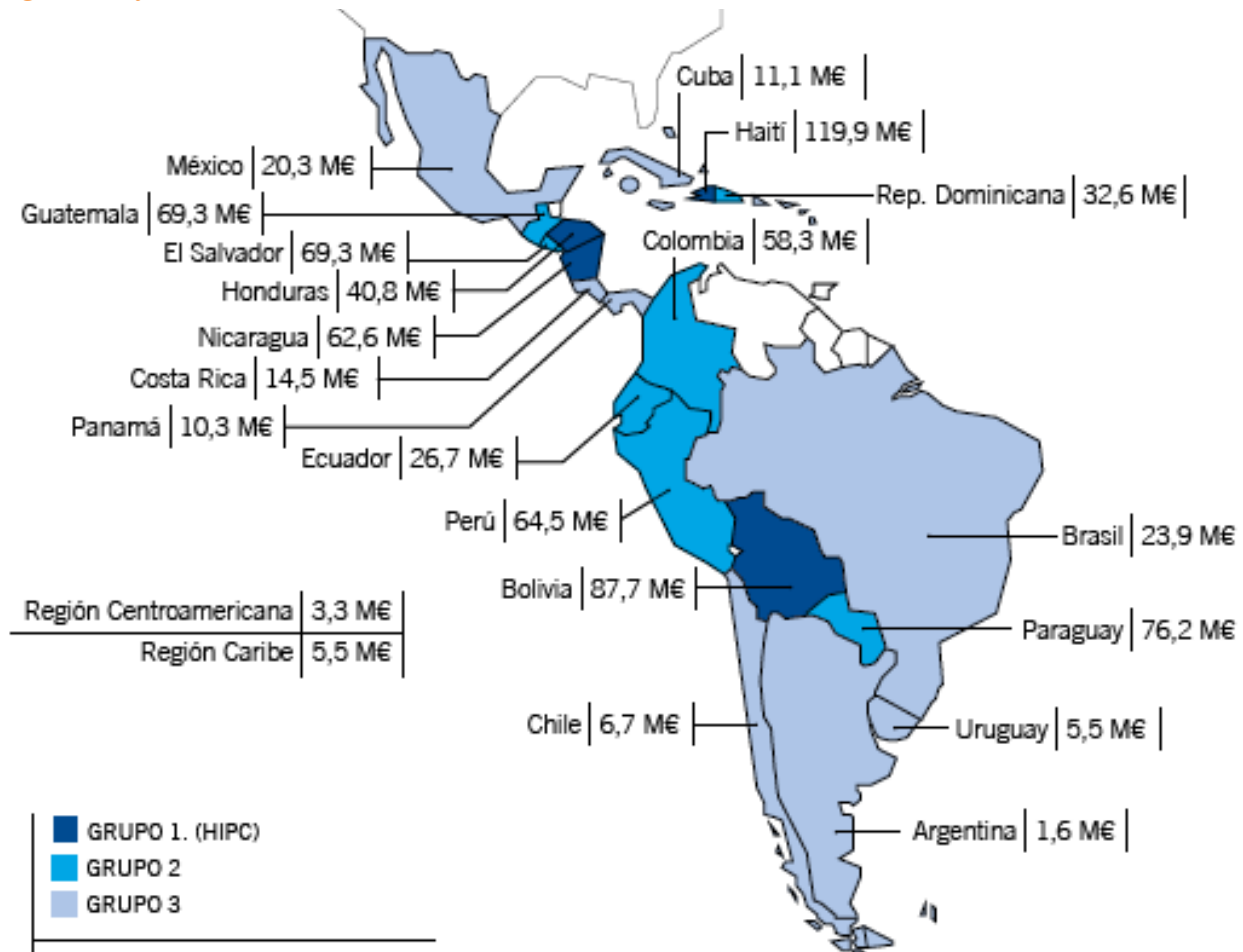 Cuba 11,1 M€
Haití 119,9 M€
México 20,3 M€
Rep. Dominicana 32,6 M€
Guatemala 69,3 M€
Colombia 58,3 M€
El Salvador 69,3 M€
Honduras 40,8 M€
Nicaragua 62,6 M€
Costa Rica 14,5 M€
Panamá 10,3 M€
Ecuador 26,7 M€
Perú 64,5 M€
Brasil 23,9 M€
Bolivia 87,7 M€
Región Centroamericana 3,3 M€
Región Caribe 5,5 M€
Paraguay 76,2 M€
Chile 6,7 M€
Uruguay 5,5 M€
Argentina 1,6 M€
GRUPO 1. (HIPC)
GRUPO 2
GRUPO 3